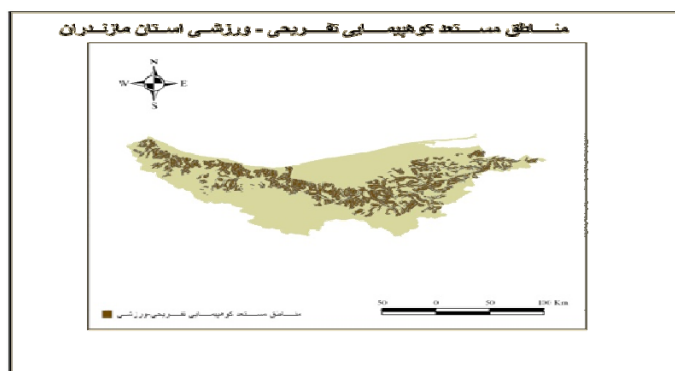 مناطق مستعد کوهپیمایی تفریحی - ورزشی استان مازندران
N
W E
S
50 0 50 100 Km
مناطق مستعد کوهپیمایی تفریحی-ورزشی